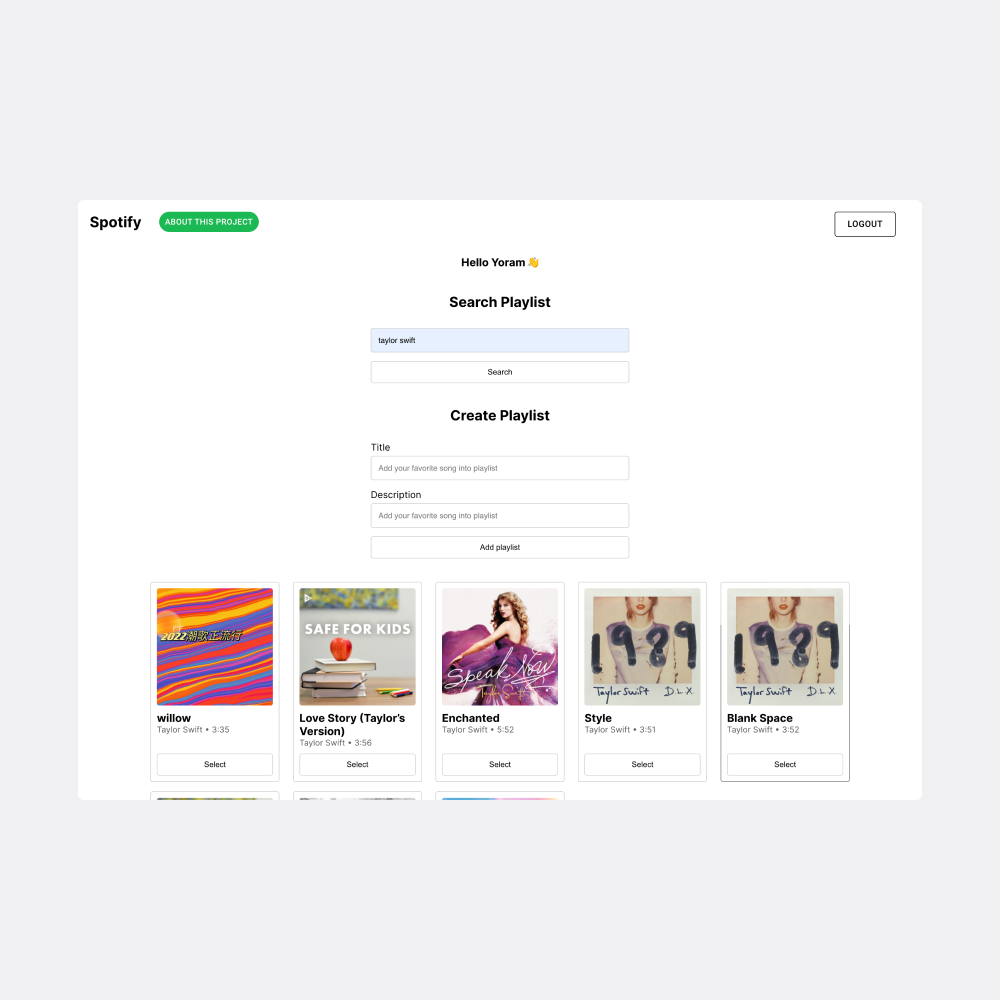 Spotify
ABOUT THIS PROJECT
LOGOUT
Hello Yoram 👋
Search Playlist
taylor swift
Search
Create Playlist
Title
Add your favorite song into playlist
Description
Add your favorite song into playlist
Add playlist
2022潮歌正流行
willow
Taylor Swift • 3:35
Select
SAFE FOR KIDS
Love Story (Taylor's
Version)
Taylor Swift • 3:56
Select
Speak Now
Taylor Swift
Enchanted
Taylor Swift • 5:52
Select
1989
Taylor Swift D.L.X.
Style
Taylor Swift • 3:51
Select
1989
Taylor Swift D.L.X.
Blank Space
Taylor Swift • 3:52
Select